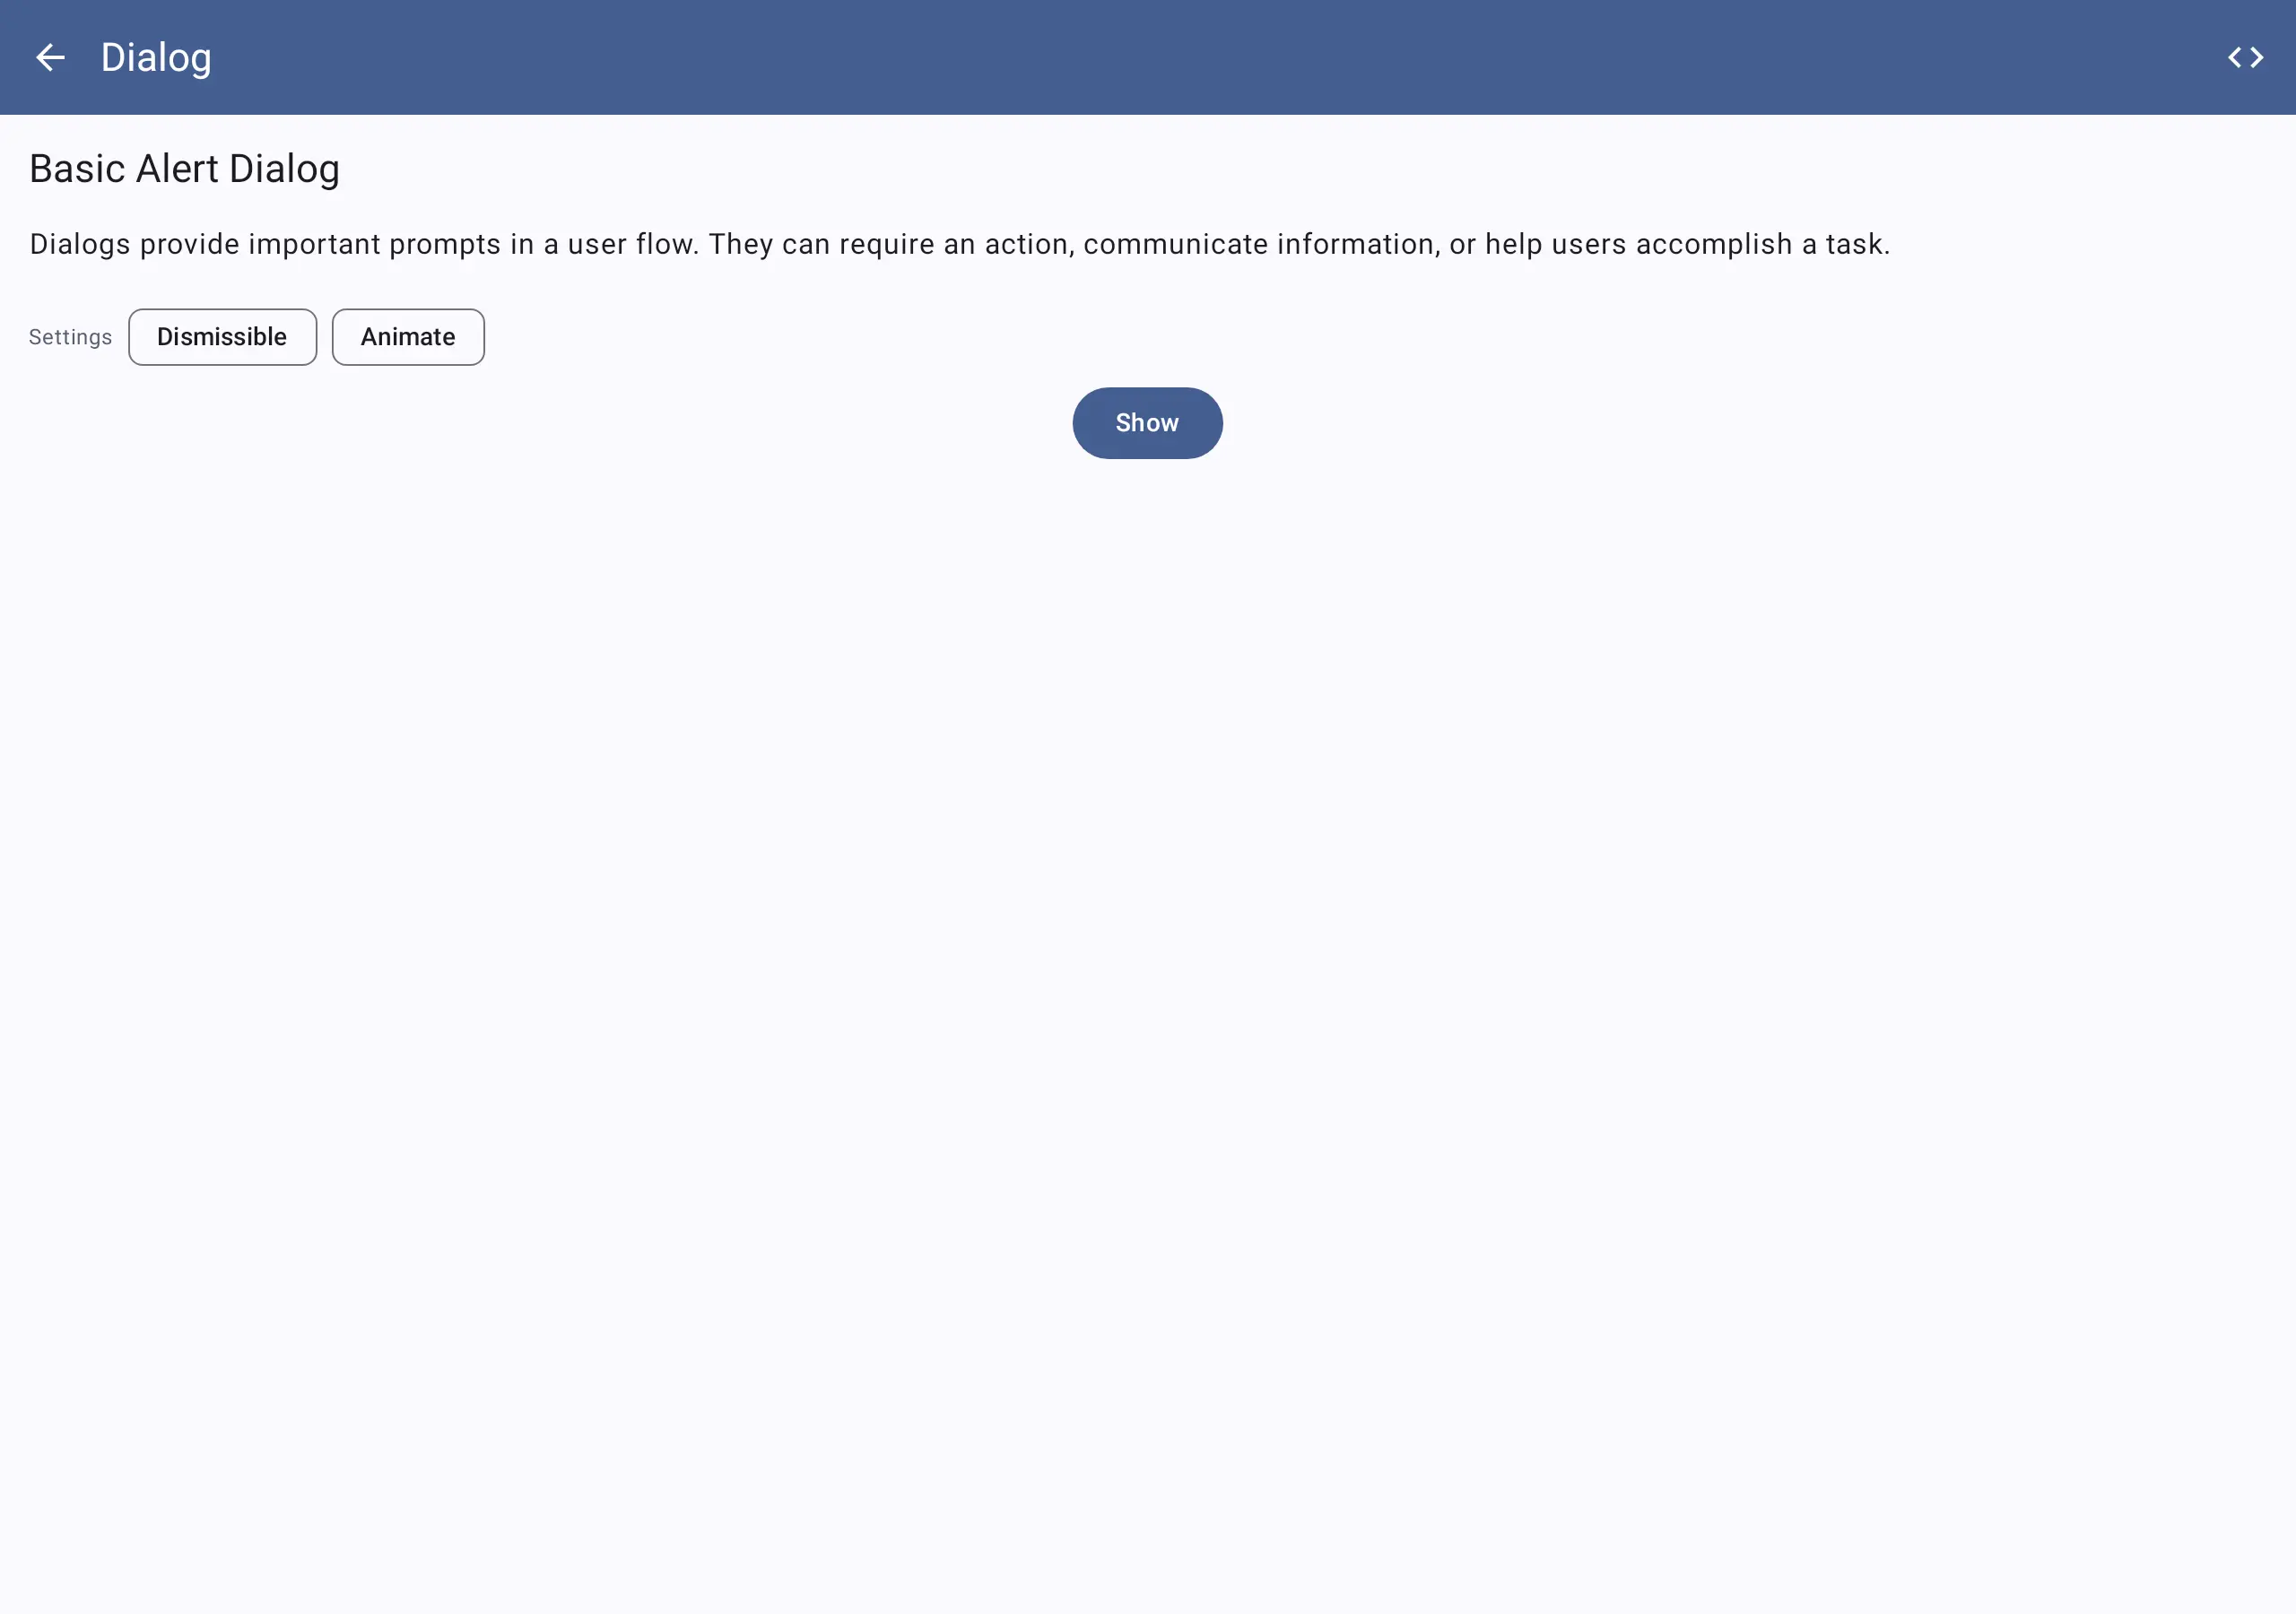 Dialog
Basic Alert Dialog
Dialogs provide important prompts in a user flow. They can require an action, communicate information, or help users accomplish a task.
Settings Dismissible Animate
Show